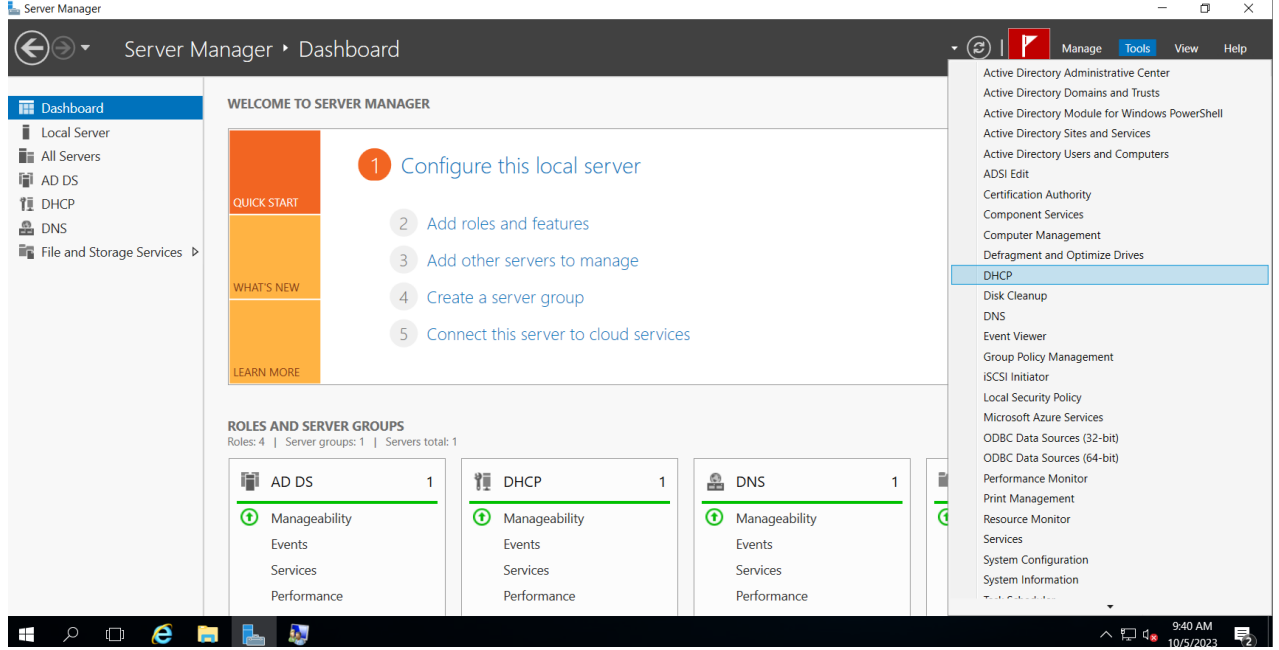 Server Manager
Server Manager • Dashboard
Manage Tools View Help
Dashboard
Local Server
All Servers
AD DS
DHCP
DNS
File and Storage Services
WELCOME TO SERVER MANAGER
QUICK START
WHAT'S NEW
LEARN MORE
1 Configure this local server
2 Add roles and features
3 Add other servers to manage
4 Create a server group
5 Connect this server to cloud services
ROLES AND SERVER GROUPS
Roles: 4 | Server groups: 1 | Servers total: 1
AD DS 1
Manageability
Events
Services
Performance
DHCP 1
Manageability
Events
Services
Performance
DNS 1
Manageability
Events
Services
Performance
Active Directory Administrative Center
Active Directory Domains and Trusts
Active Directory Module for Windows PowerShell
Active Directory Sites and Services
Active Directory Users and Computers
ADSI Edit
Certification Authority
Component Services
Computer Management
Defragment and Optimize Drives
DHCP
Disk Cleanup
DNS
Event Viewer
Group Policy Management
iSCSI Initiator
Local Security Policy
Microsoft Azure Services
ODBC Data Sources (32-bit)
ODBC Data Sources (64-bit)
Performance Monitor
Print Management
Resource Monitor
Services
System Configuration
System Information
9:40 AM
10/5/2023
2